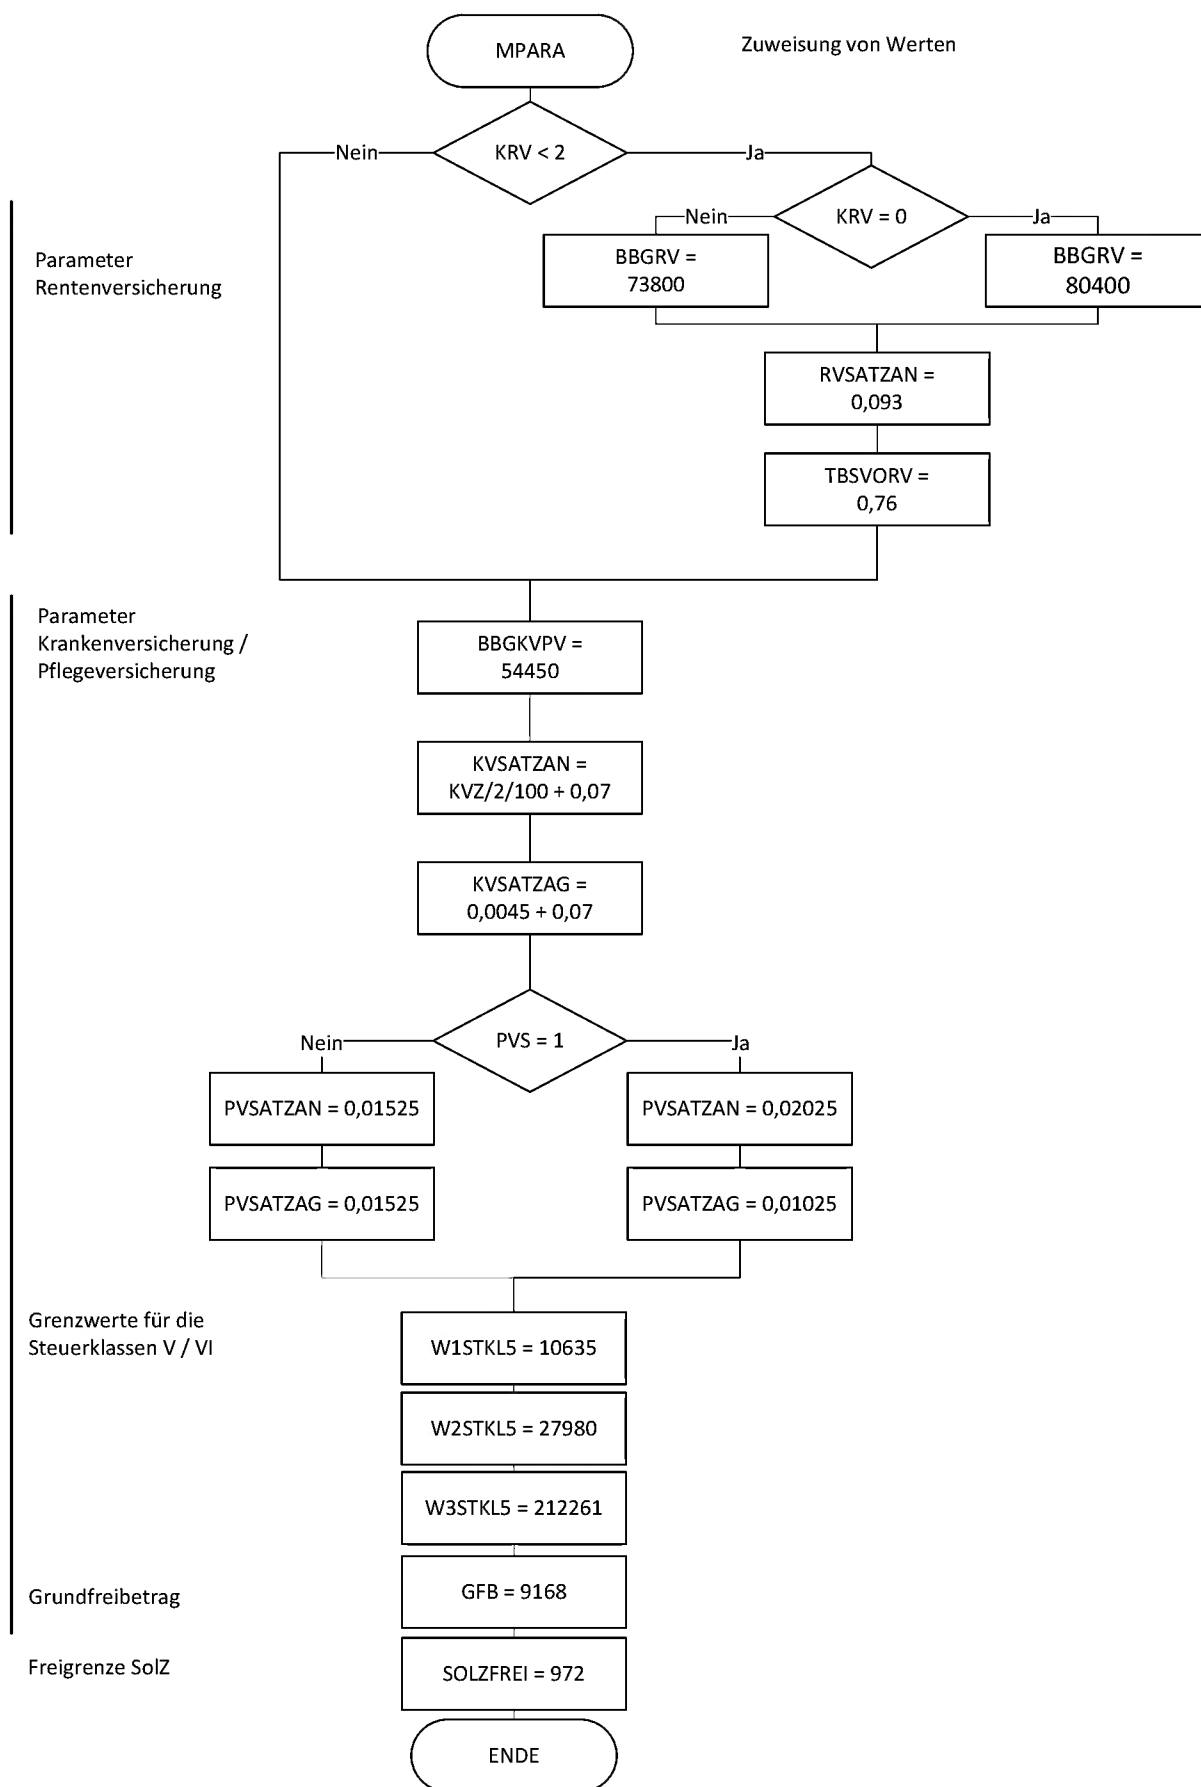 MPARA
Zuweisung von Werten
Nein
KRV < 2
Ja
Nein
KRV = 0
Ja
Parameter
Rentenversicherung
BBGRV =
73800
BBGRV =
80400
RVSATZAN =
0,093
TBSVORV =
0,76
Parameter
Krankenversicherung /
Pflegeversicherung
BBGKVPV =
54450
KVSATZAN =
KVZ/2/100 + 0,07
KVSATZAG =
0,0045 + 0,07
Nein
PVS = 1
Ja
PVSATZAN = 0,01525
PVSATZAN = 0,02025
PVSATZAG = 0,01525
PVSATZAG = 0,01025
Grenzwerte für die
Steuerklassen V / VI
W1STKL5 = 10635
W2STKL5 = 27980
W3STKL5 = 212261
Grundfreibetrag
GFB = 9168
Freigrenze SolZ
SOLZFREI = 972
ENDE